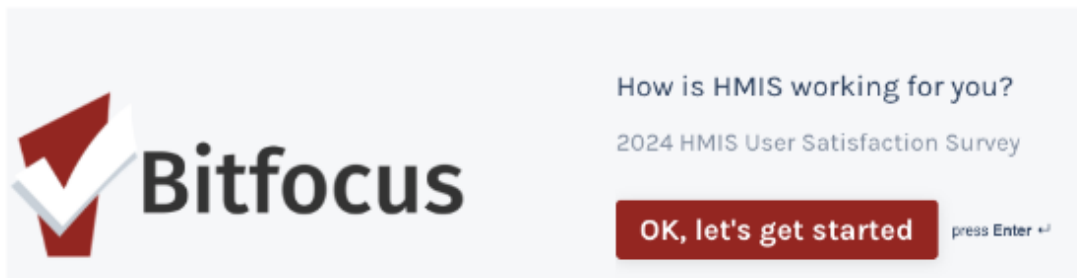 Bitfocus
How is HMIS working for you?
2024 HMIS User Satisfaction Survey
OK, let's get started
press Enter ↵